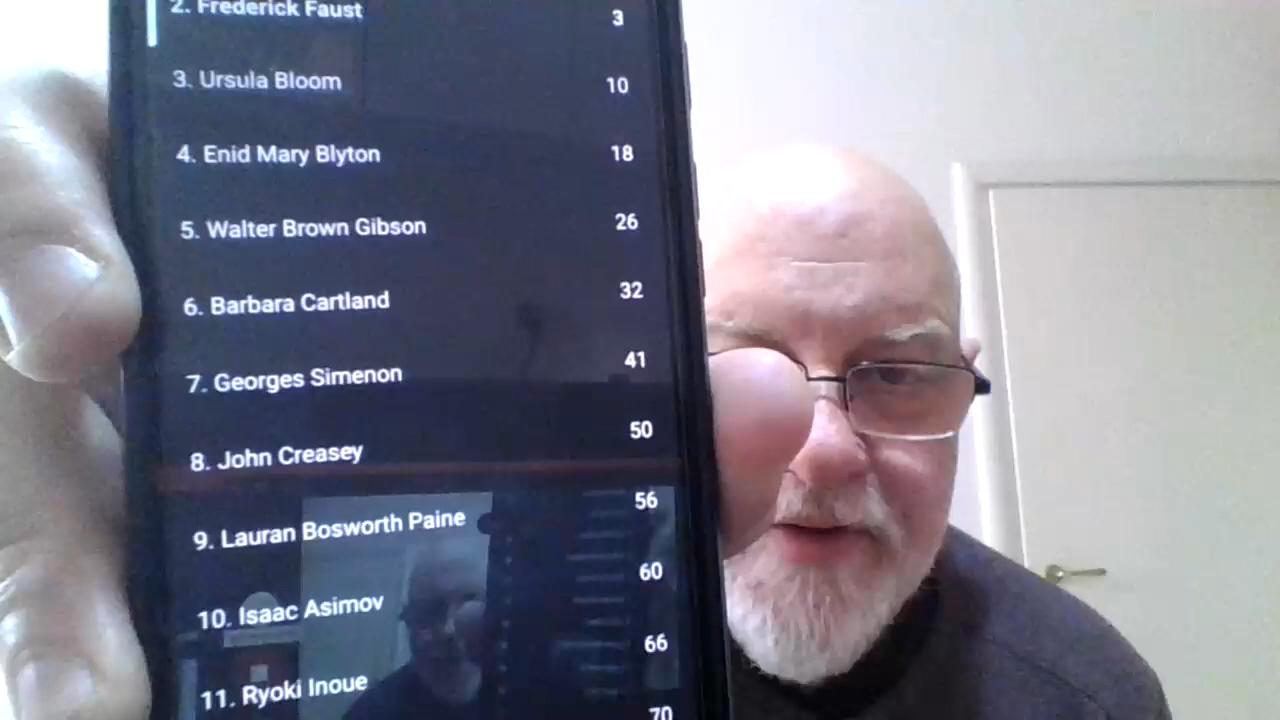 2. Frederick Faust 3
3. Ursula Bloom 10
4. Enid Mary Blyton 18
5. Walter Brown Gibson 26
6. Barbara Cartland 32
7. Georges Simenon 41
8. John Creasey 50
9. Lauran Bosworth Paine 56
10. Isaac Asimov 60
11. Ryoki Inoue 66
70